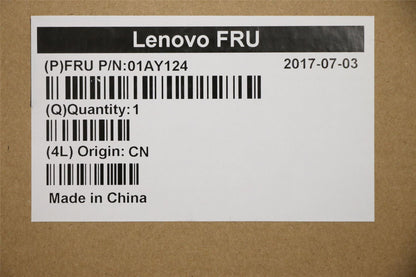 Lenovo FRU
(P)FRU P/N:01AY124 2017-07-03
(Q)Quantity:1
(4L) Origin: CN
Made in China